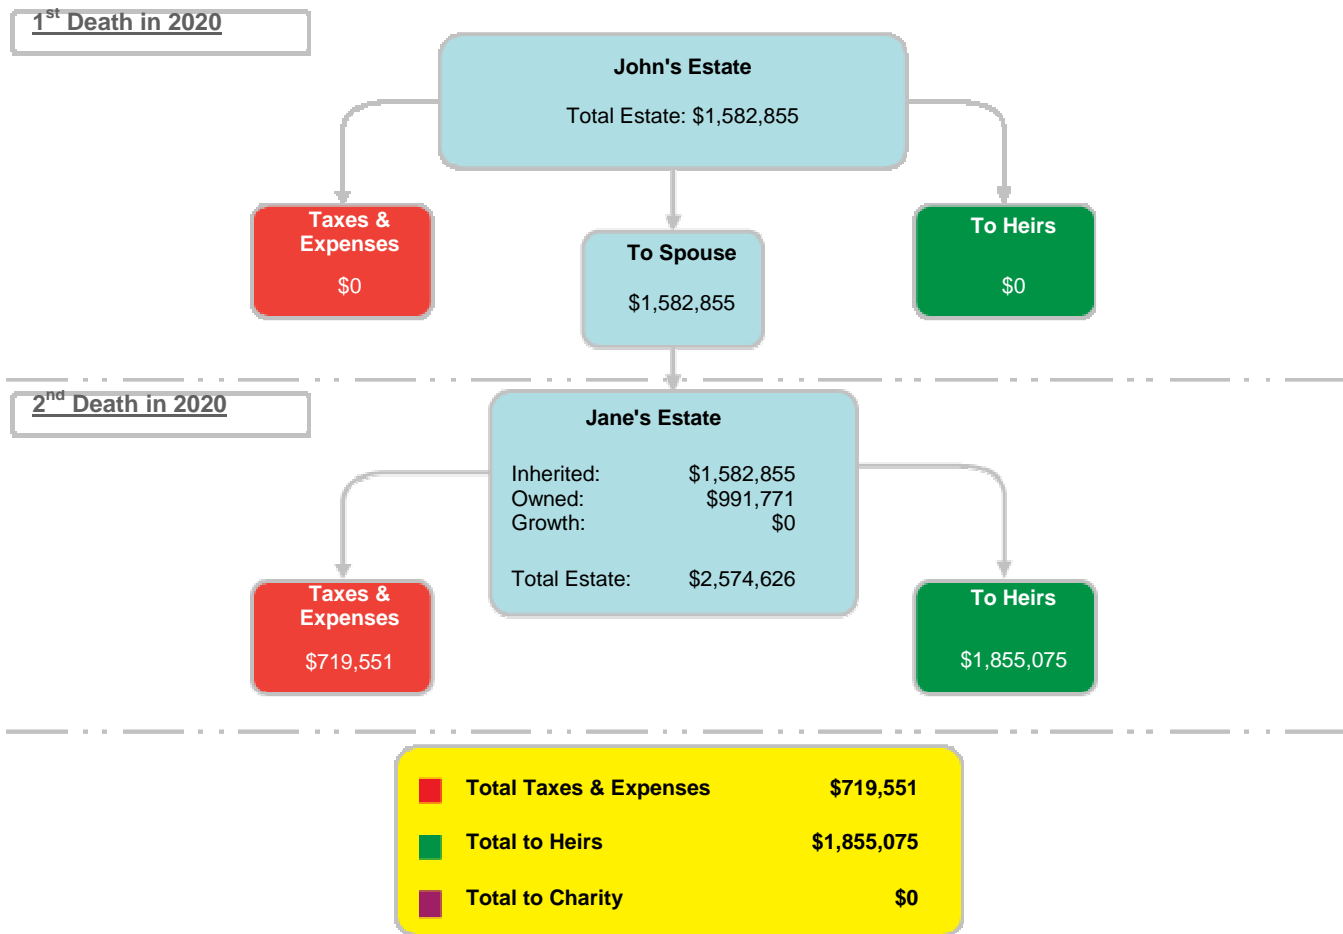 1st Death in 2020
John's Estate
Total Estate: $1,582,855
Taxes &
Expenses
$0
To Spouse
$1,582,855
To Heirs
$0
2nd Death in 2020
Jane's Estate
Inherited: $1,582,855
Owned: $991,771
Growth: $0
Total Estate: $2,574,626
Taxes &
Expenses
$719,551
To Heirs
$1,855,075
Total Taxes & Expenses $719,551
Total to Heirs $1,855,075
Total to Charity $0